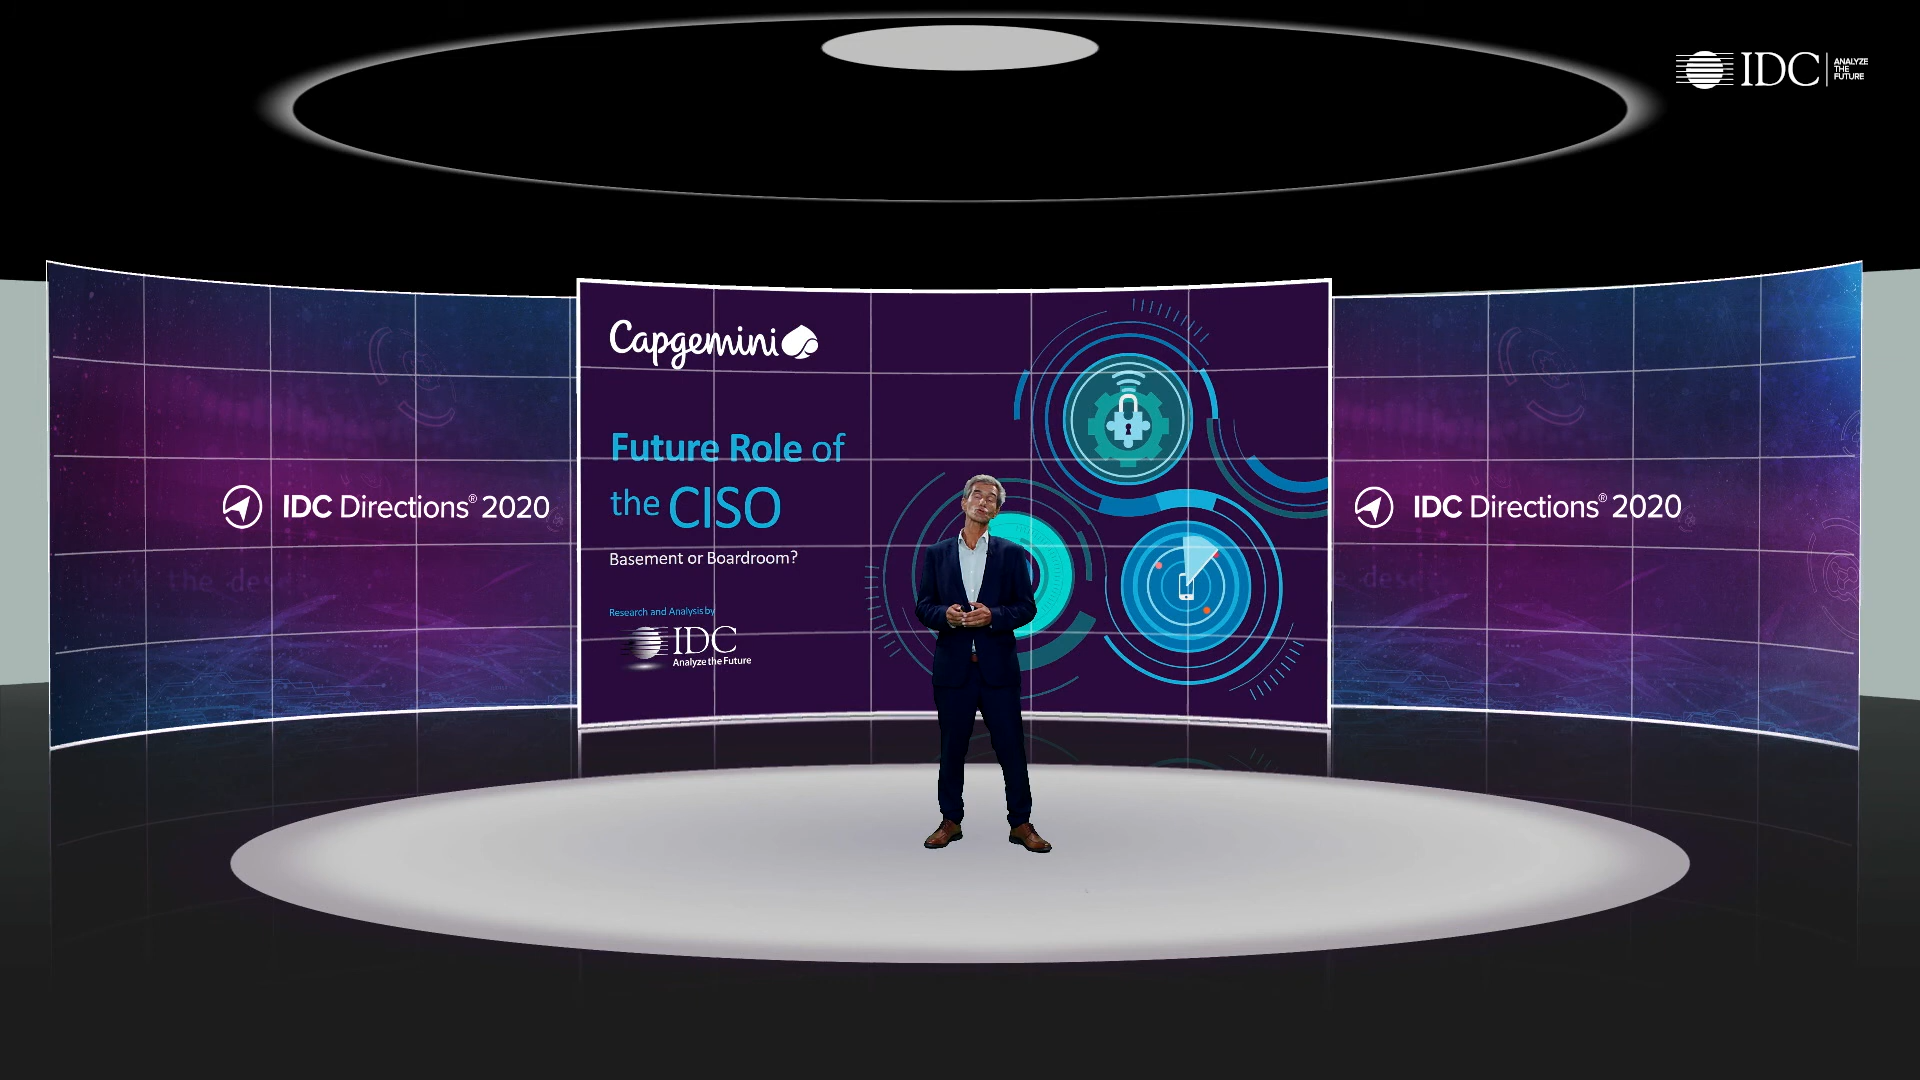 IDC
ANALYZE
THE
FUTURE
IDC Directions® 2020
Capgemini
Future Role of
the CISO
Basement or Boardroom?
Research and Analysis by
IDC
Analyze the Future
IDC Directions® 2020